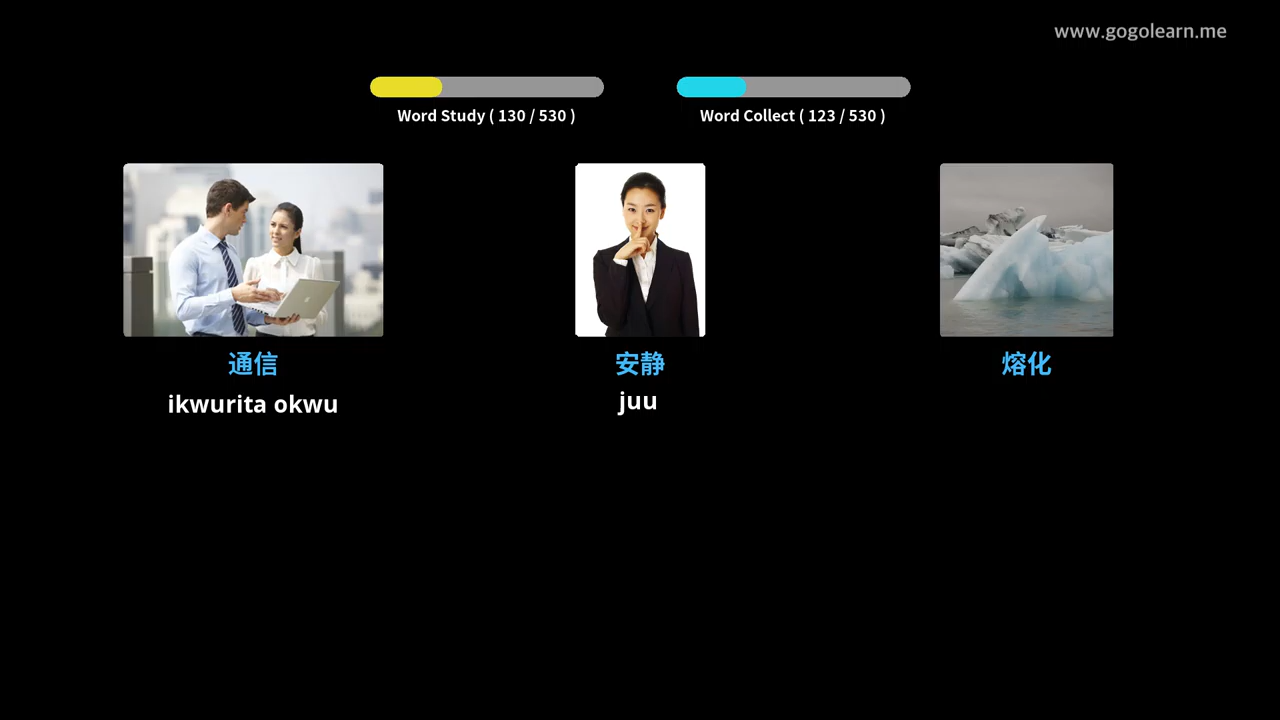 www.gogolearn.me
Word Study ( 130 / 530 )
Word Collect ( 123 / 530 )
通信
安静
熔化
ikwurita okwu
juu